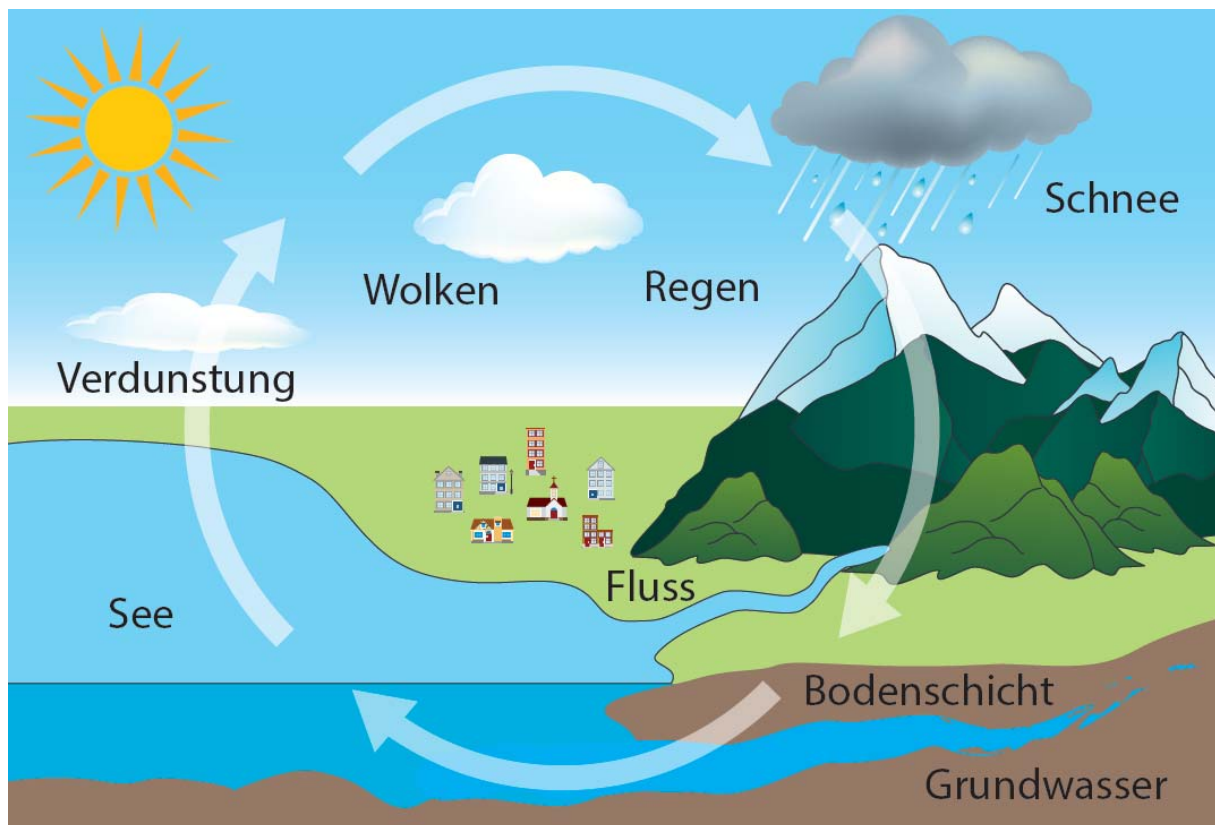 Schnee
Wolken
Regen
Verdunstung
Fluss
See
Bodenschicht
Grundwasser